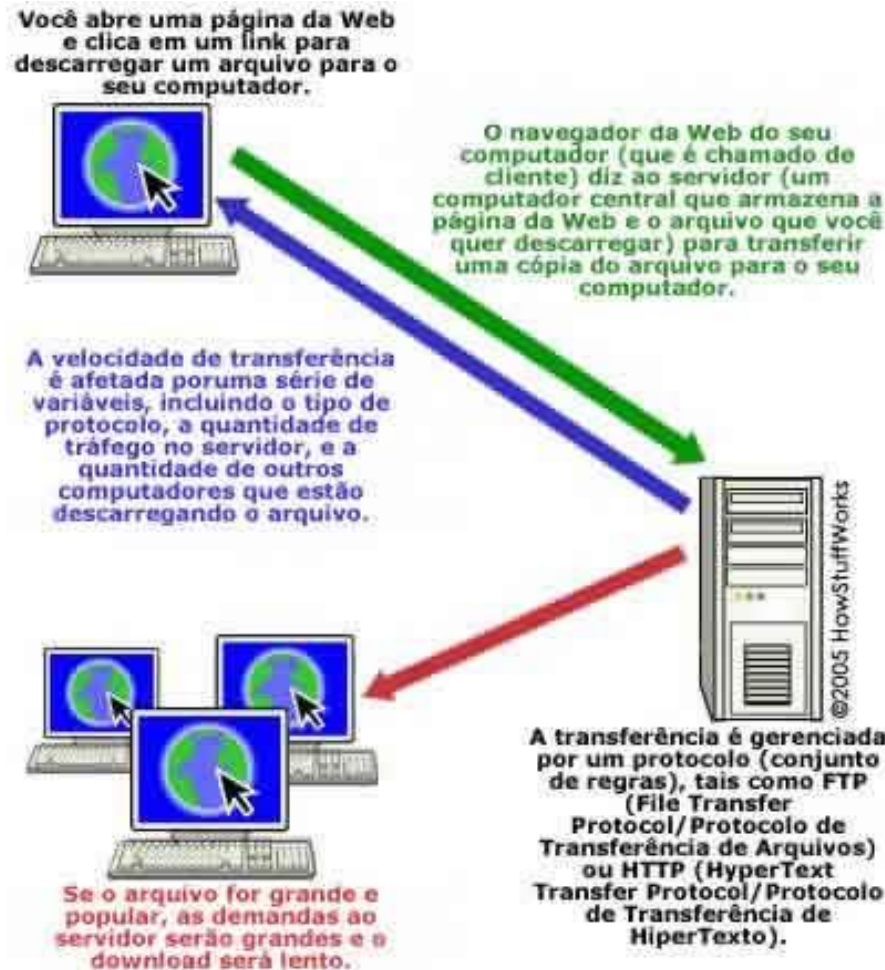 Você abre uma página da Web
e clica em um link para
descarregar um arquivo para o
seu computador.
O navegador da Web do seu
computador (que é chamado de
cliente) diz ao servidor (um
computador central que armazena a
página da Web e o arquivo que você
quer descarregar) para transferir
uma cópia do arquivo para o seu
computador.
A velocidade de transferência
é afetada poruma série de
variáveis, incluindo o tipo de
protocolo, a quantidade de
tráfego no servidor, e a
quantidade de outros
computadores que estão
descarregando o arquivo.
©2005 HowStuffWorks
A transferência é gerenciada
por um protocolo (conjunto
de regras), tais como FTP
(File Transfer
Protocol/Protocolo de
Transferência de Arquivos)
ou HTTP (HyperText
Transfer Protocol/Protocolo
de Transferência de
HiperTexto).
Se o arquivo for grande e
popular, as demandas ao
servidor serão grandes e o
download será lento.